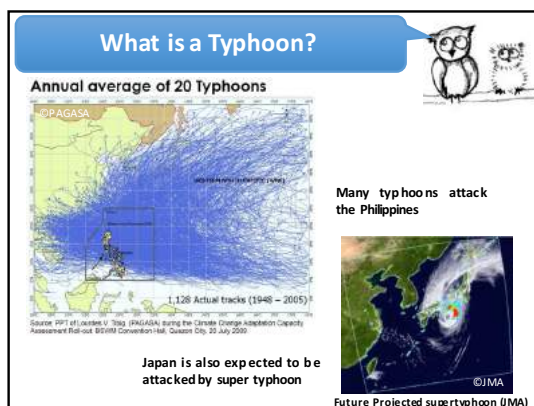 What is a Typhoon?
Annual average of 20 Typhoons
©PAGASA
1,128 Actual tracks (1948 – 2005)
Many typhoons attack
the Philippines
Source: PPT of Lourdes V. Tibig, (PAGASA) during the Climate Change Adaptation Capacity
Assessment Roll-out, BSWM Convention Hall, Quezon City, 20 July 2009
Japan is also expected to be
attacked by super typhoon
©JMA
Future Projected supertyphoon (JMA)